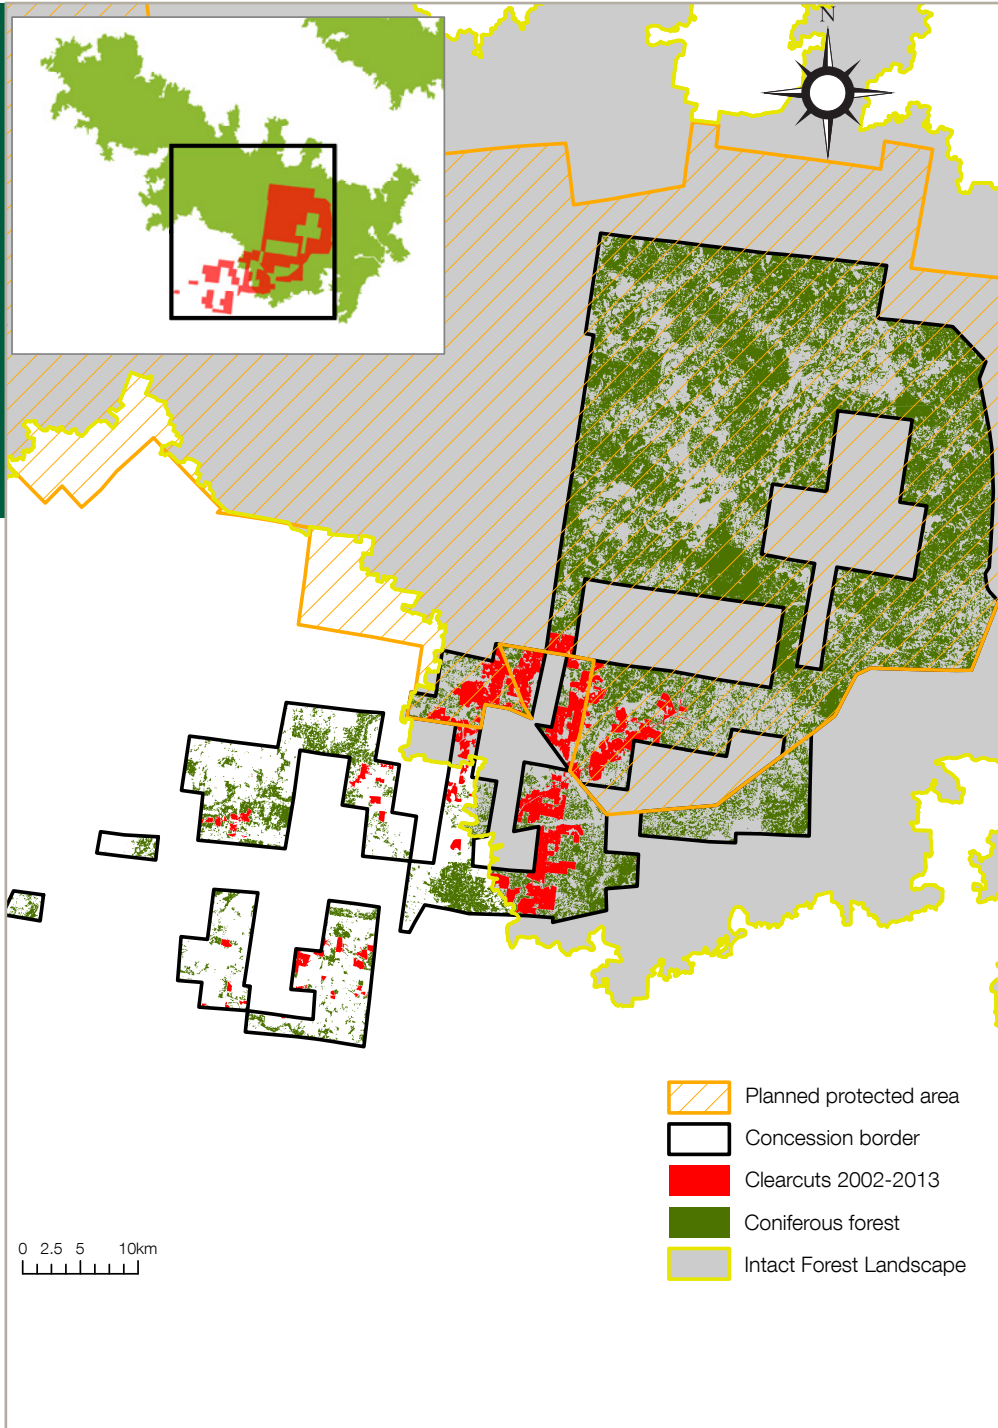 N
Planned protected area
Concession border
Clearcuts 2002-2013
Coniferous forest
Intact Forest Landscape
0 2.5 5 10km